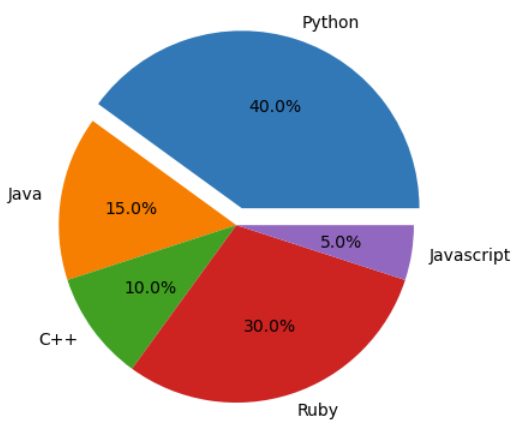 Python
40.0%
Java
15.0%
5.0%
Javascript
10.0%
C++
30.0%
Ruby